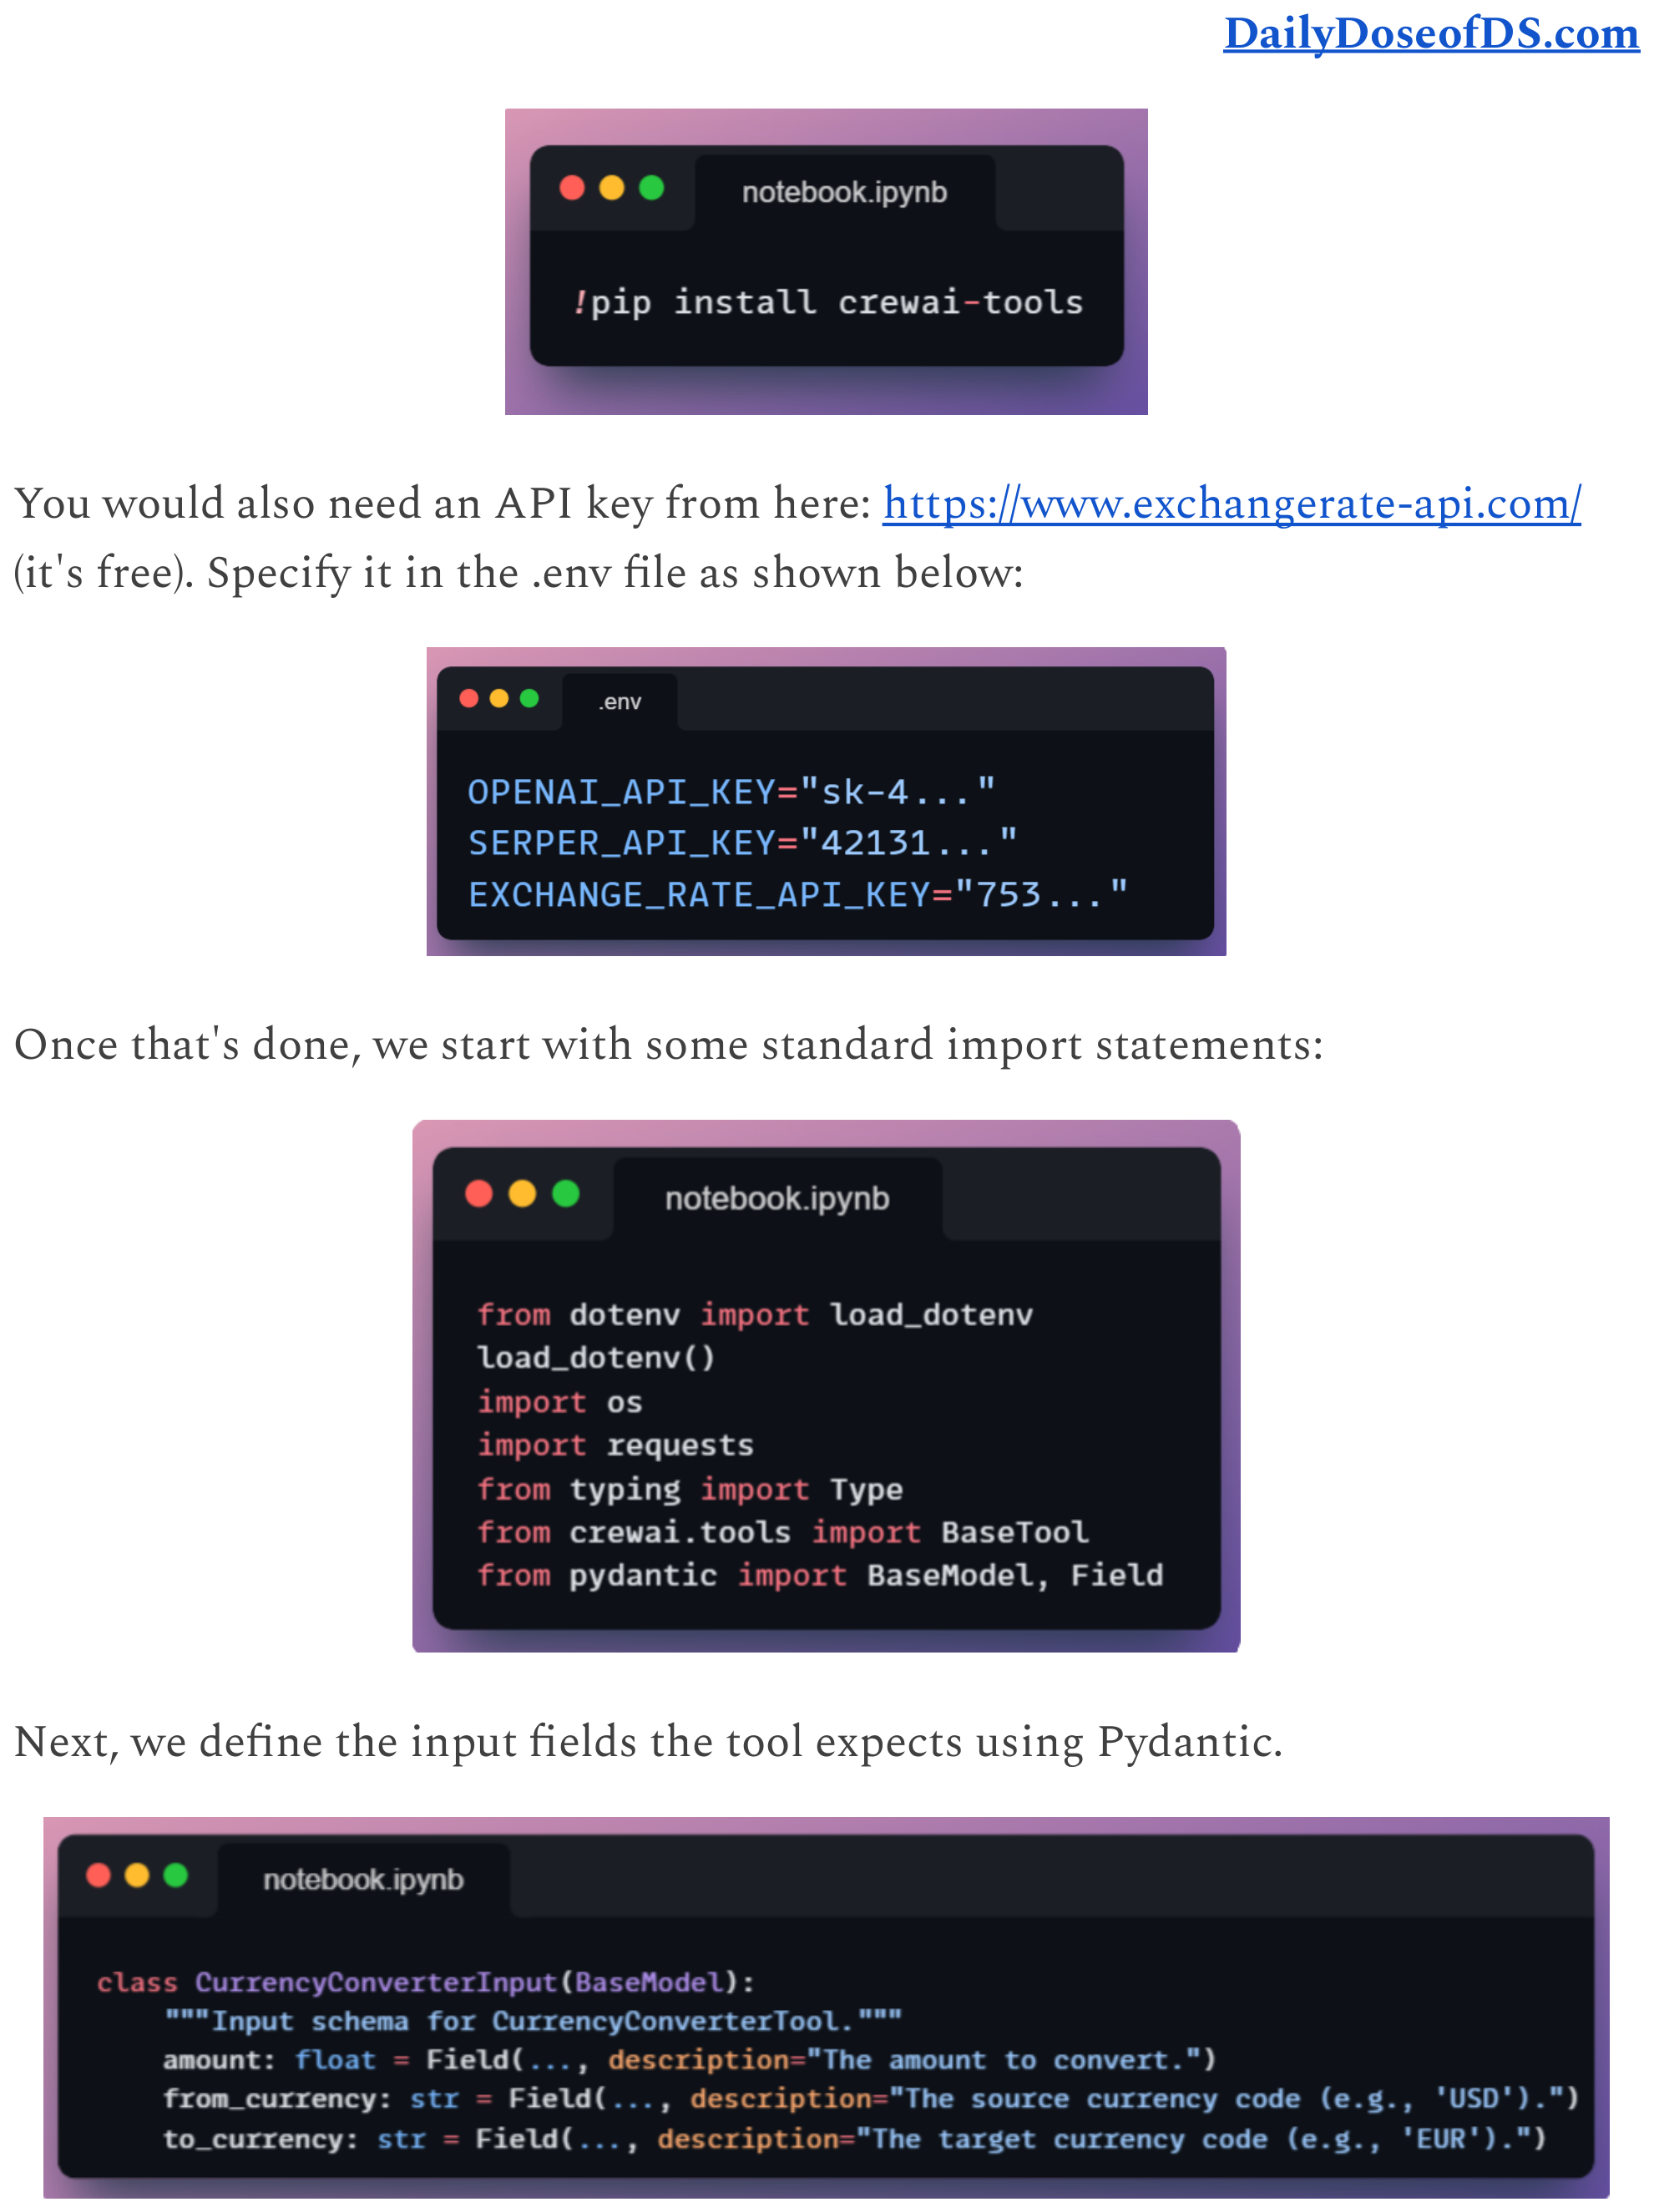 DailyDoseofDS.com
notebook.ipynb
!pip install crewai-tools
You would also need an API key from here: https://www.exchangerate-api.com/
(it's free). Specify it in the .env file as shown below:
.env
OPENAI_API_KEY="sk-4..."
SERPER_API_KEY="42131..."
EXCHANGE_RATE_API_KEY="753..."
Once that's done, we start with some standard import statements:
notebook.ipynb
from dotenv import load_dotenv
load_dotenv()
import os
import requests
from typing import Type
from crewai.tools import BaseTool
from pydantic import BaseModel, Field
Next, we define the input fields the tool expects using Pydantic.
notebook.ipynb
class CurrencyConverterInput(BaseModel):
    """Input schema for CurrencyConverterTool."""
    amount: float = Field(..., description="The amount to convert.")
    from_currency: str = Field(..., description="The source currency code (e.g., 'USD').")
    to_currency: str = Field(..., description="The target currency code (e.g., 'EUR').")